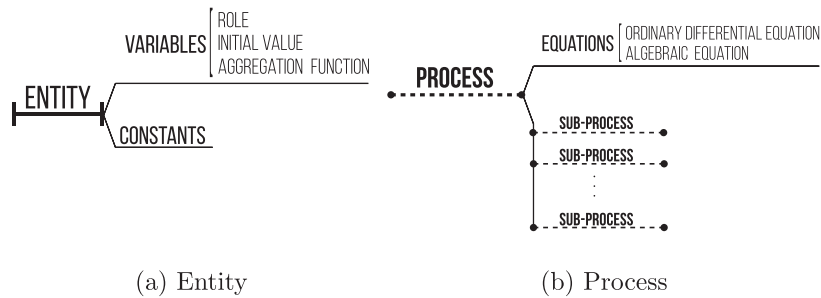 ENTITY
VARIABLES
ROLE
INITIAL VALUE
AGGREGATION FUNCTION
CONSTANTS
(a) Entity
PROCESS
EQUATIONS
ORDINARY DIFFERENTIAL EQUATION
ALGEBRAIC EQUATION
SUB-PROCESS
SUB-PROCESS
SUB-PROCESS
(b) Process